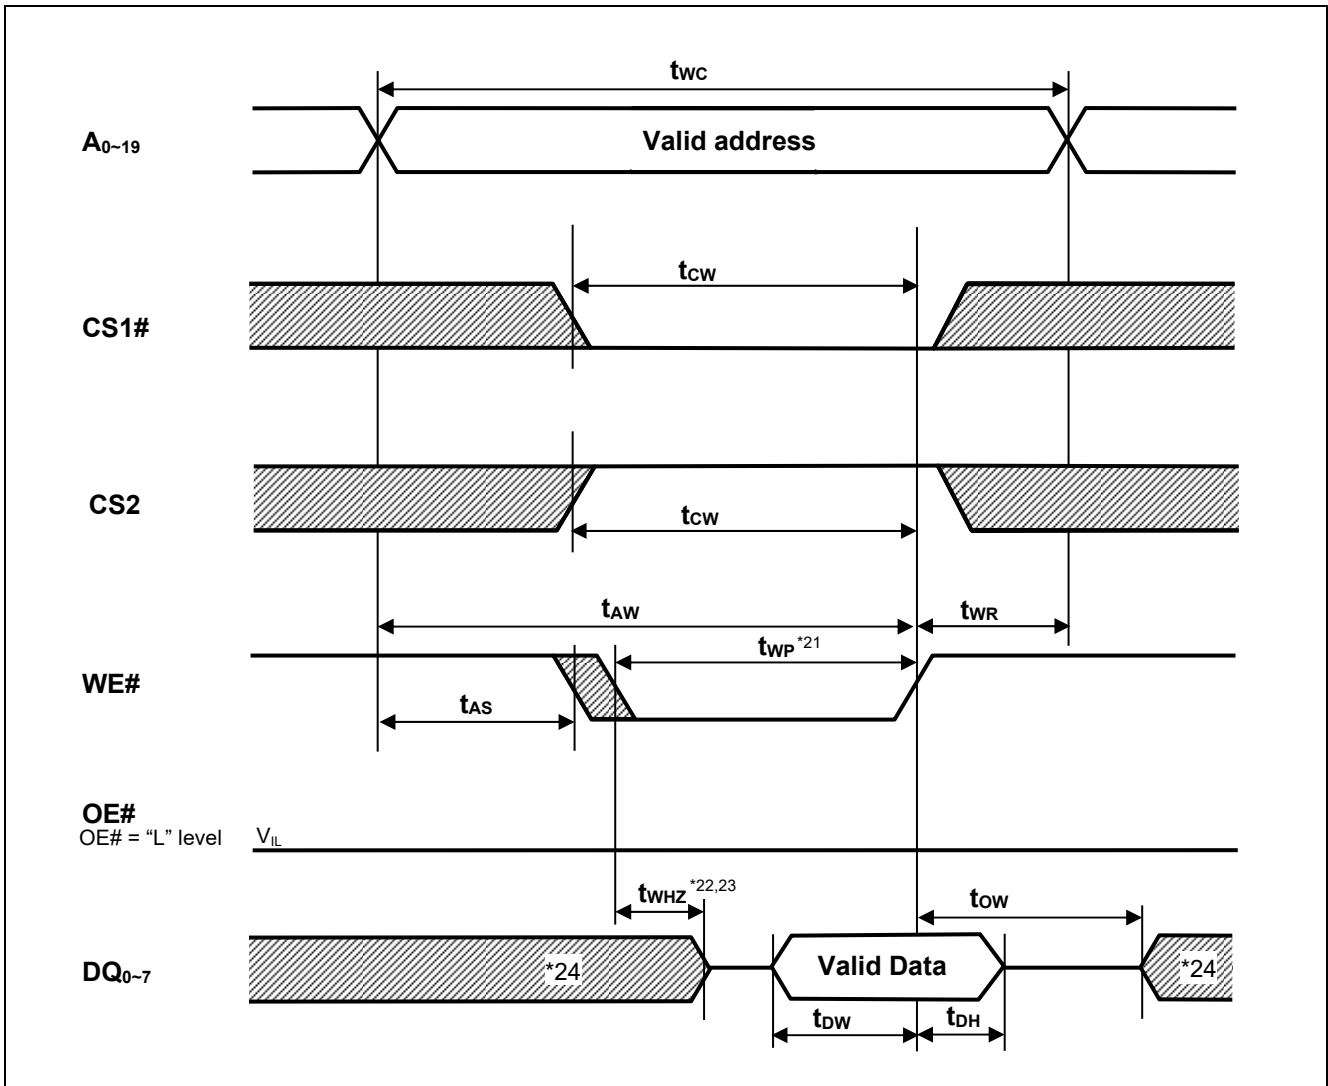 tWC
A0~19
Valid address
tCW
CS1#
CS2
tCW
tAW
tWR
tWP*21
WE#
tAS
OE#
OE# = “L” level VIL
tWHZ*22,23
tOW
DQ0~7
*24
Valid Data
*24
tDW
tDH